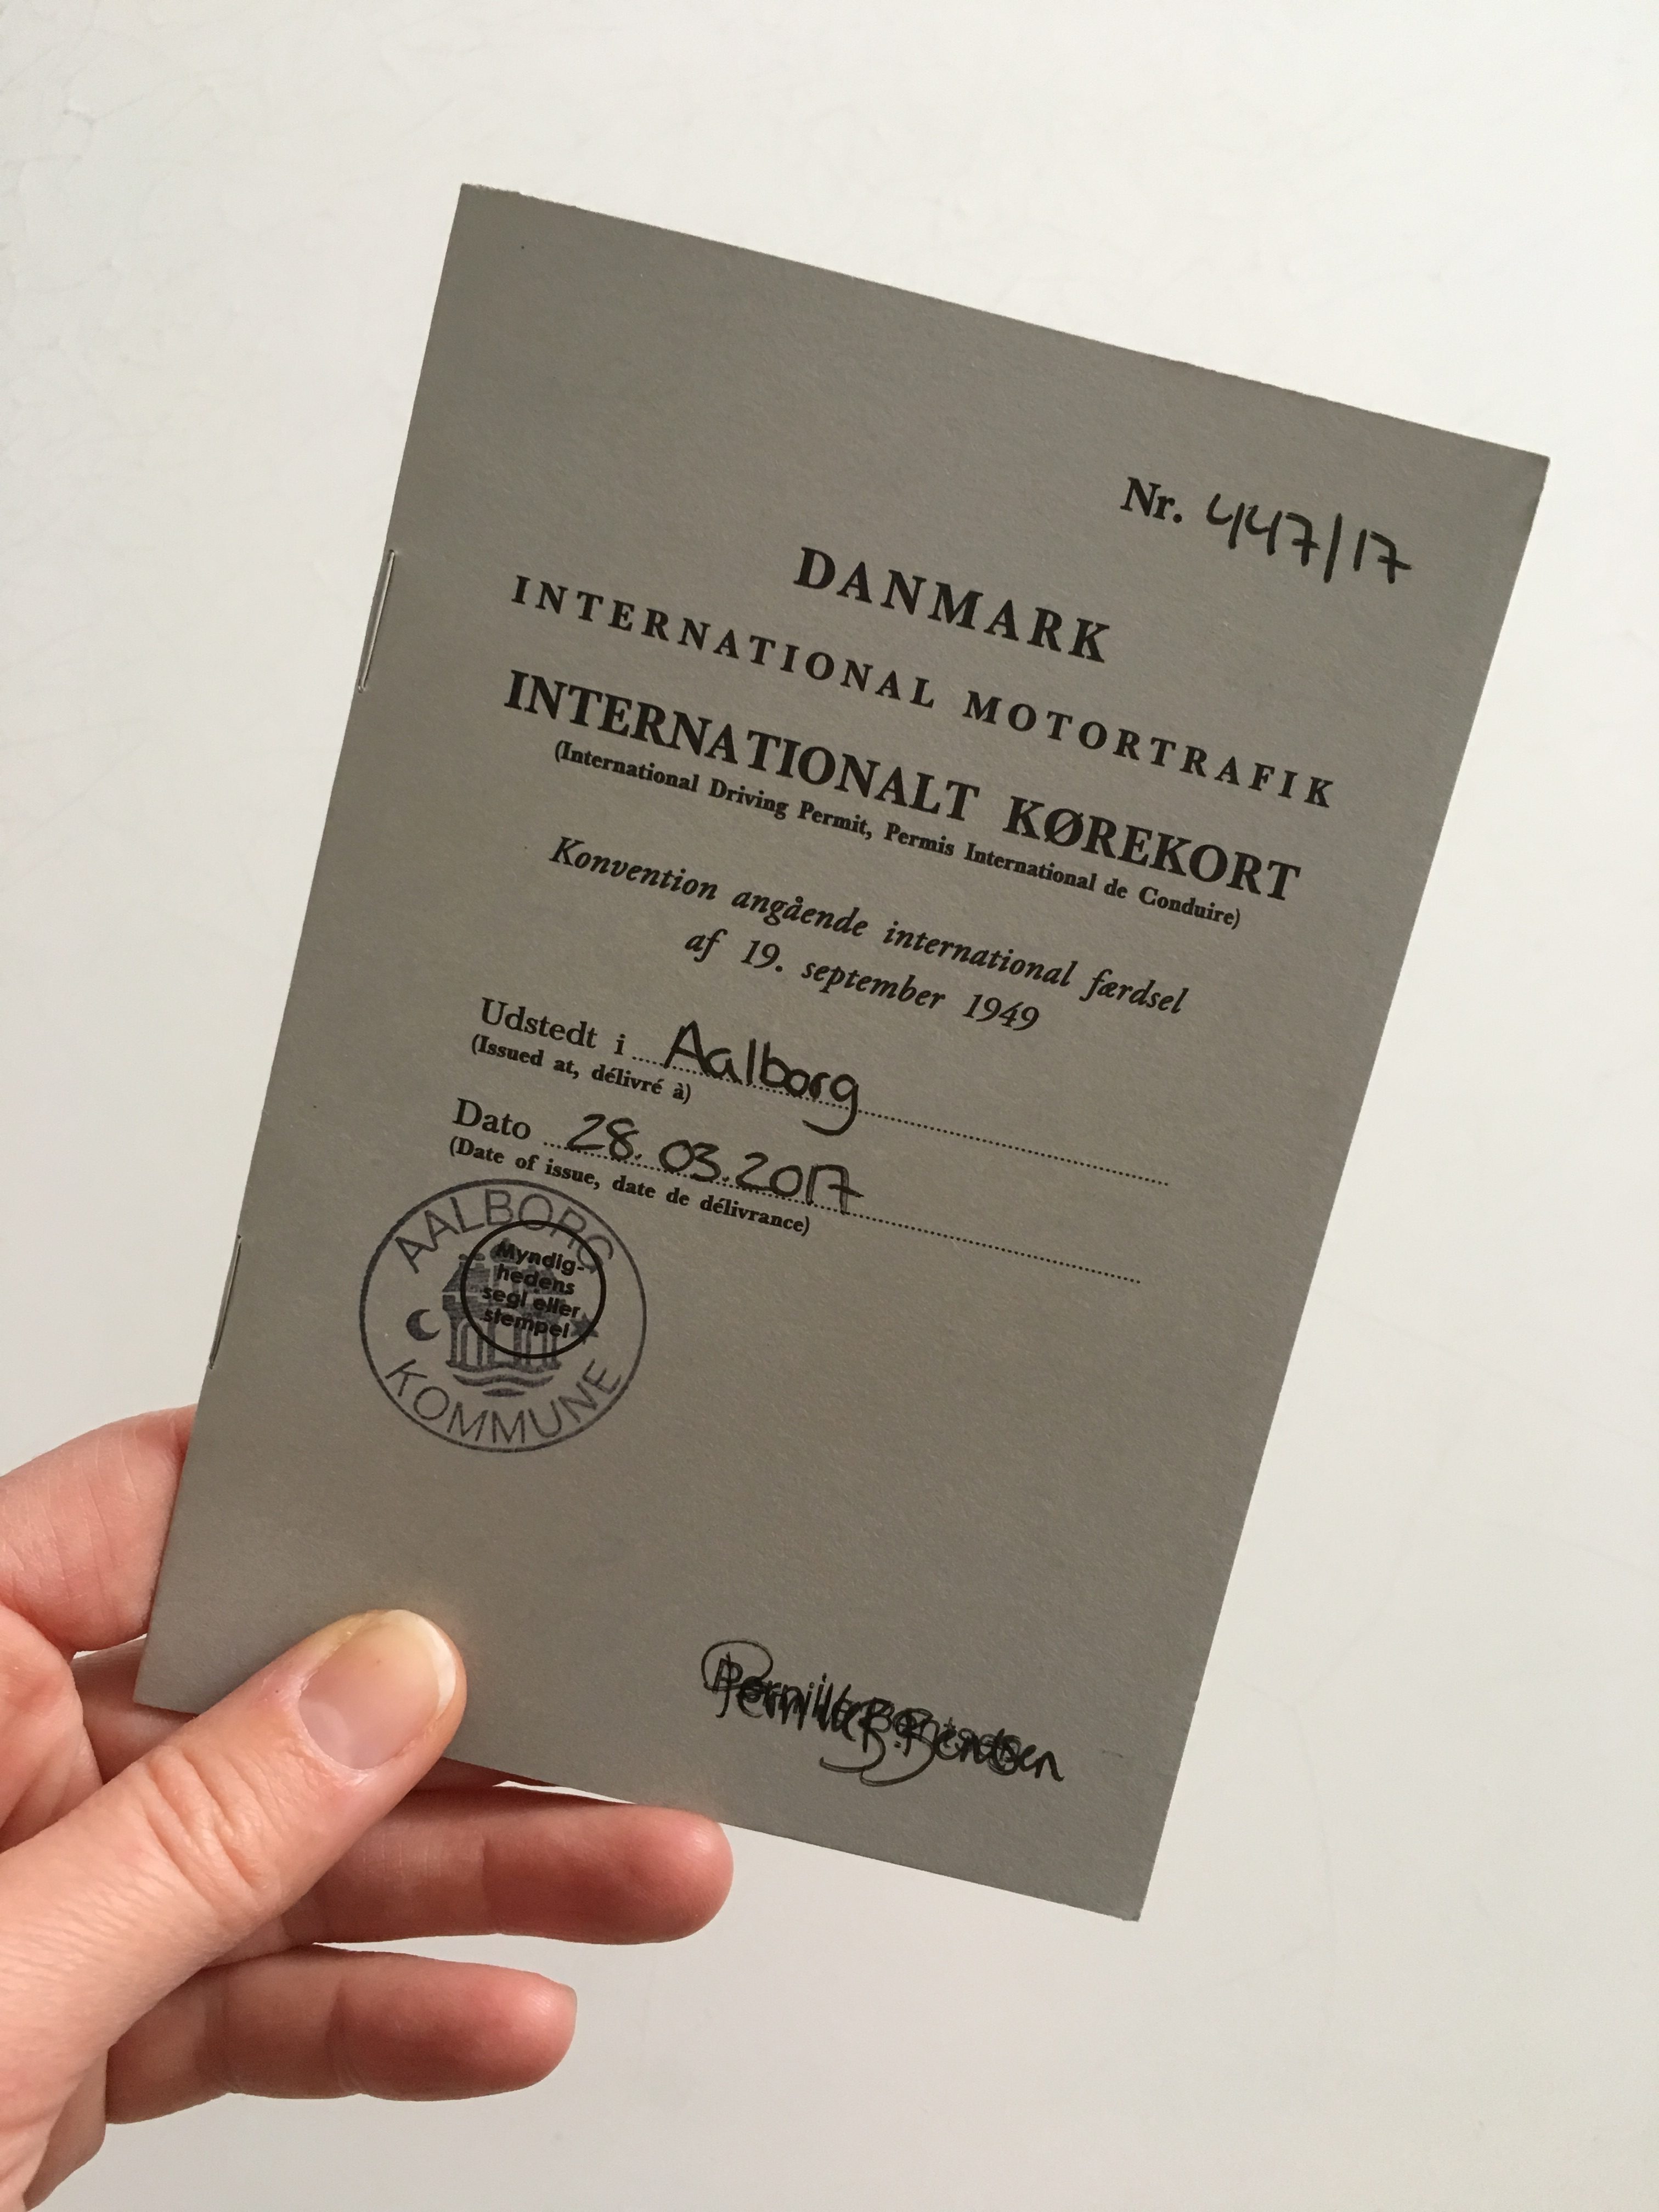 Nr. 447/17
DANMARK
INTERNATIONAL MOTORTRAFIK
INTERNATIONALT KØREKORT
(International Driving Permit, Permis International de Conduire)
Konvention angående international færdsel
af 19. september 1949
Udstedt i Aalborg
(Issued at, délivré à)
Dato 28.03.2017
(Date of issue, date de délivrance)
AALBORG
Myndig-
hedens
segl eller
stempel
KOMMUNE